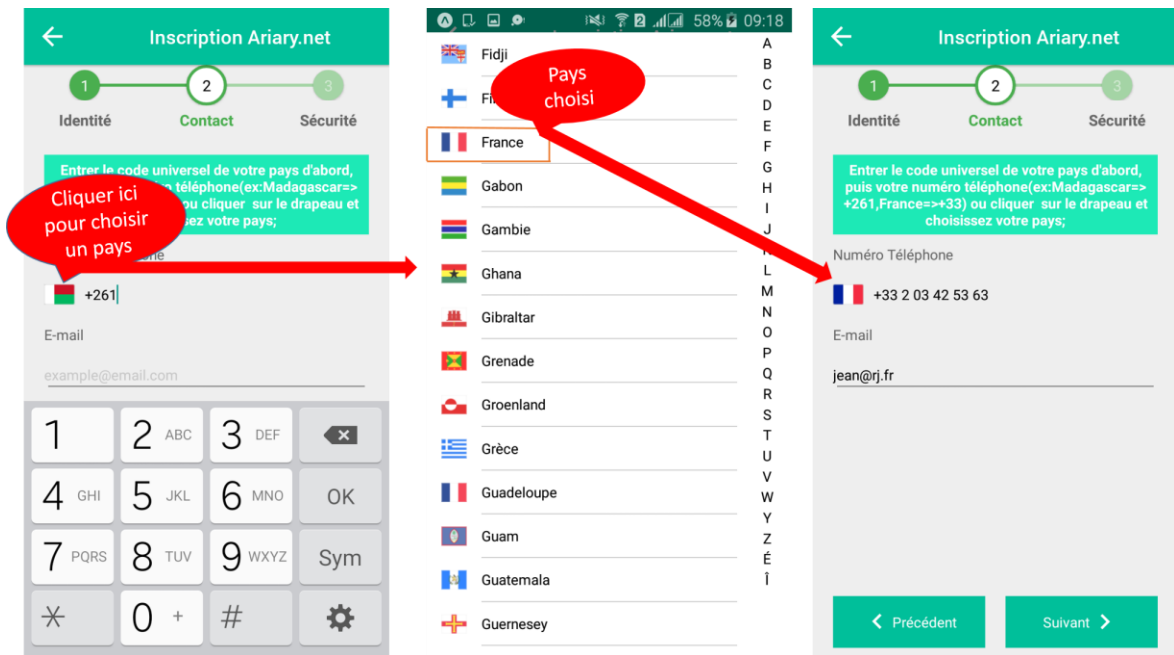 Inscription Ariary.net
1
2
3
Identité
Contact
Sécurité
Entrer le code universel de votre pays d'abord,
téléphone(ex:Madagascar=>
ou cliquer sur le drapeau et
votre pays;
Cliquer ici
pour choisir
un pays
+261
E-mail
example@email.com
1
2 ABC
3 DEF
4 GHI
5 JKL
6 MNO
OK
7 PQRS
8 TUV
9 WXYZ
Sym
*
0 +
#
2
58%
09:18
Fidji
France
Gabon
Gambie
Ghana
Gibraltar
Grenade
Groenland
Grèce
Guadeloupe
Guam
Guatemala
Guernesey
Pays
choisi
A
B
C
D
E
F
G
H
I
J
L
M
N
O
P
Q
R
S
T
U
V
W
Y
Z
É
Î
Inscription Ariary.net
1
2
3
Identité
Contact
Sécurité
Entrer le code universel de votre pays d'abord,
puis votre numéro téléphone(ex:Madagascar=>
+261,France=>+33) ou cliquer sur le drapeau et
choisissez votre pays;
Numéro Téléphone
+33 2 03 42 53 63
E-mail
jean@rj.fr
Précédent
Suivant